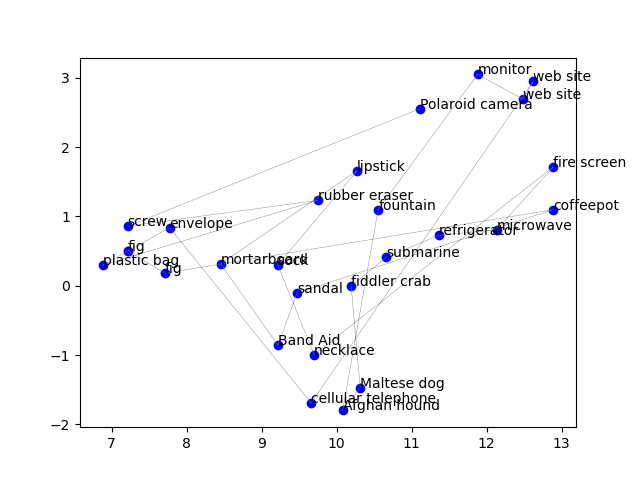 monitor
web site
web site
Polaroid camera
lipstick
fire screen
rubber eraser
fountain
coffeepot
screw
envelope
microwave
refrigerator
fig
submarine
plastic bag
fig
mortarboard
sock
fiddler crab
sandal
Band Aid
necklace
Maltese dog
cellular telephone
Afghan hound
3
2
1
0
−1
−2
7 8 9 10 11 12 13